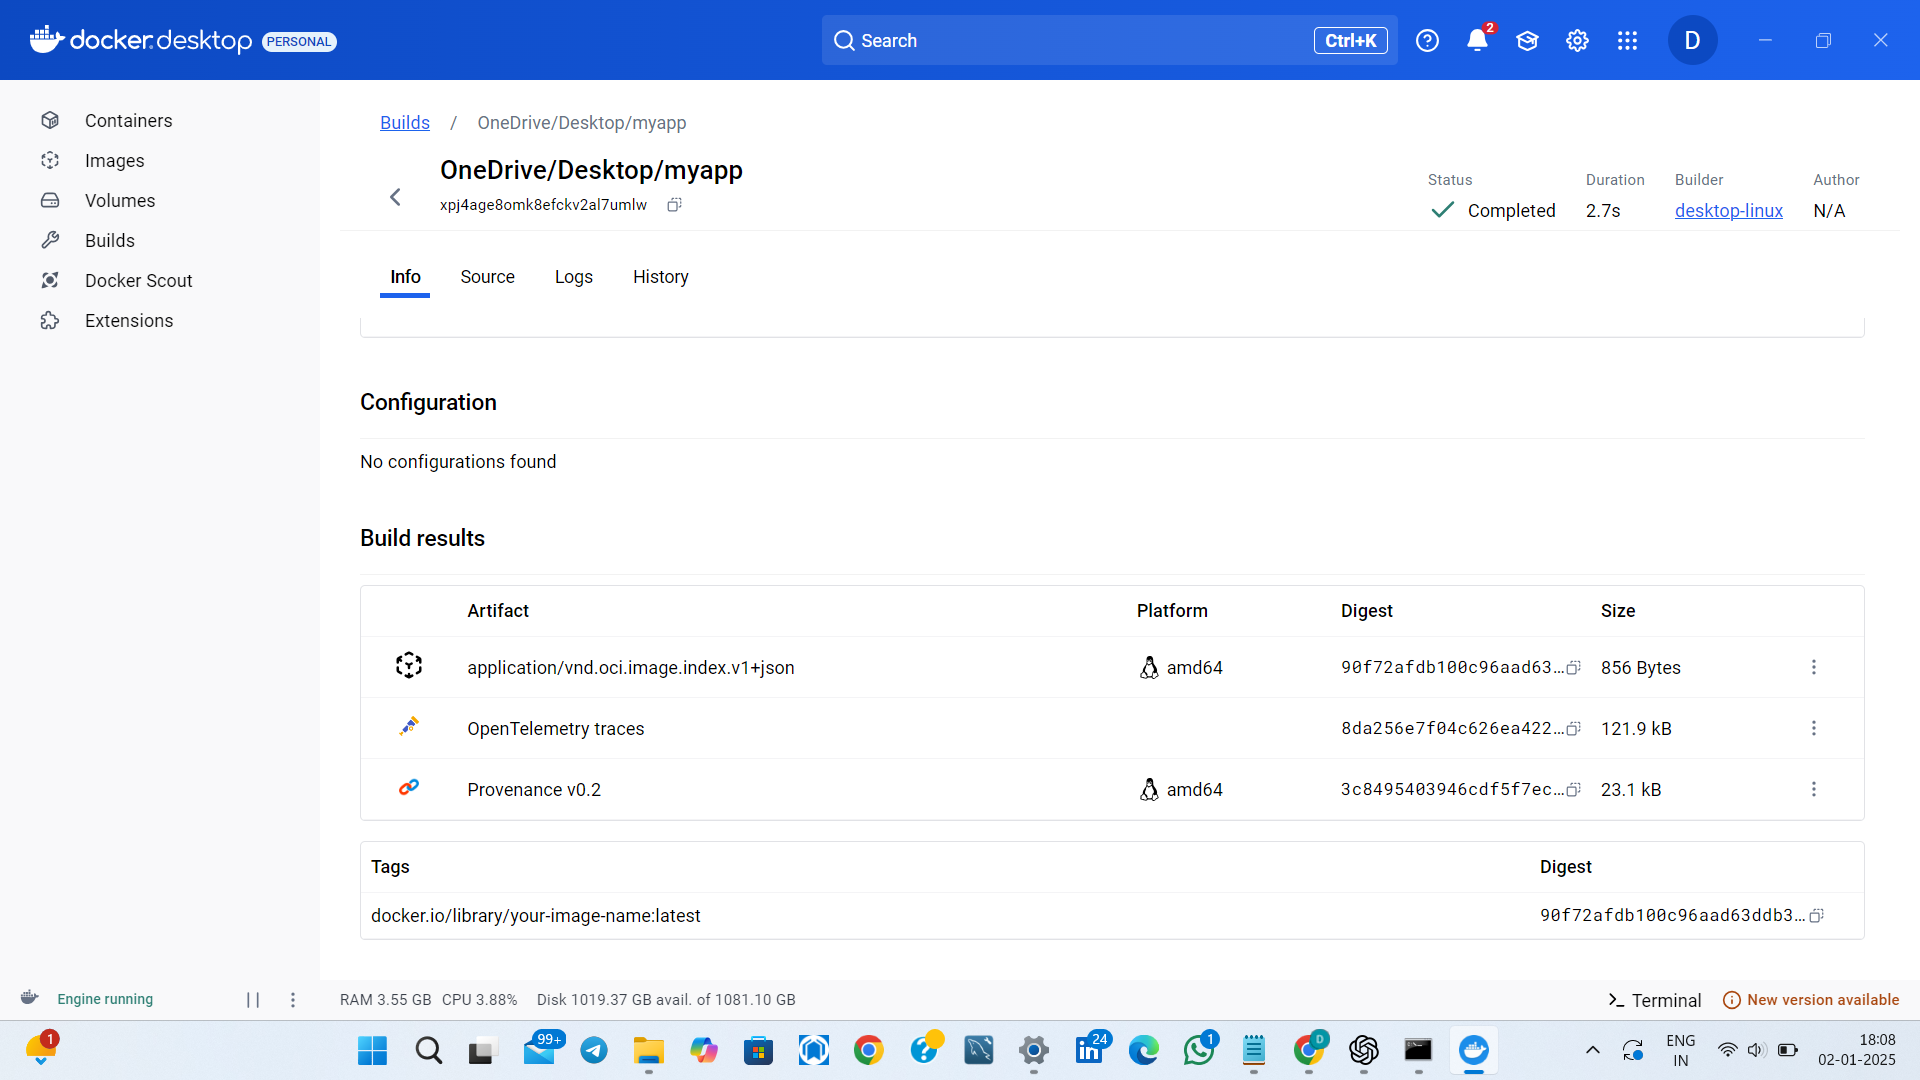 docker.desktop PERSONAL
Search
Ctrl+K
2
D
Containers
Images
Volumes
Builds
Docker Scout
Extensions
Builds / OneDrive/Desktop/myapp
OneDrive/Desktop/myapp
xpj4age8omk8efckv2al7umlw
Status Duration Builder Author
Completed 2.7s desktop-linux N/A
Info Source Logs History
Configuration
No configurations found
Build results
Artifact Platform Digest Size
application/vnd.oci.image.index.v1+json amd64 90f72afdb100c96aad63… 856 Bytes
OpenTelemetry traces 8da256e7f04c626ea422… 121.9 kB
Provenance v0.2 amd64 3c8495403946cdf5f7ec… 23.1 kB
Tags Digest
docker.io/library/your-image-name:latest 90f72afdb100c96aad63ddb3…
Engine running RAM 3.55 GB CPU 3.88% Disk 1019.37 GB avail. of 1081.10 GB Terminal New version available
1
99+
24
1
D
ENG
IN
18:08
02-01-2025